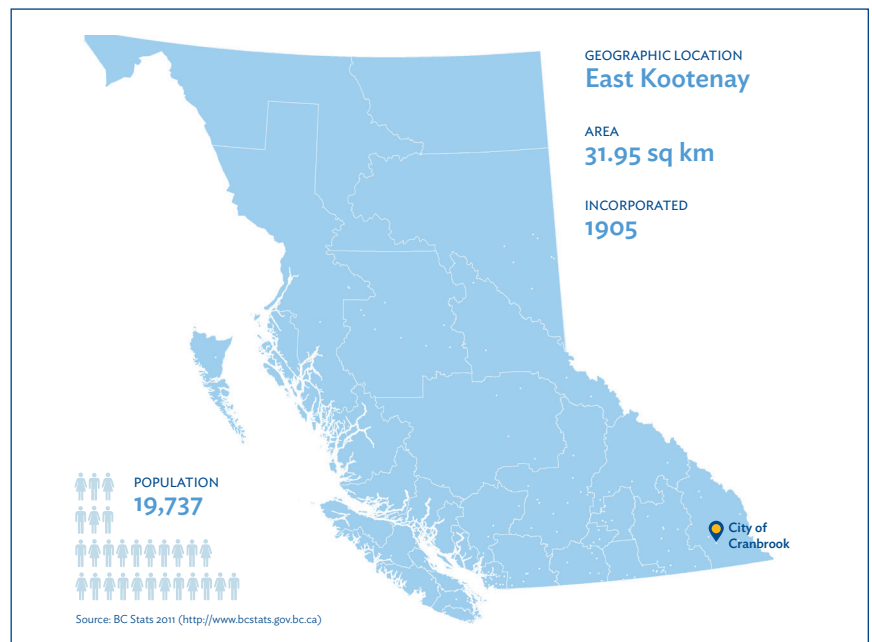 GEOGRAPHIC LOCATION
East Kootenay
AREA
31.95 sq km
INCORPORATED
1905
POPULATION
19,737
City of
Cranbrook
Source: BC Stats 2011 (http://www.bcstats.gov.bc.ca)